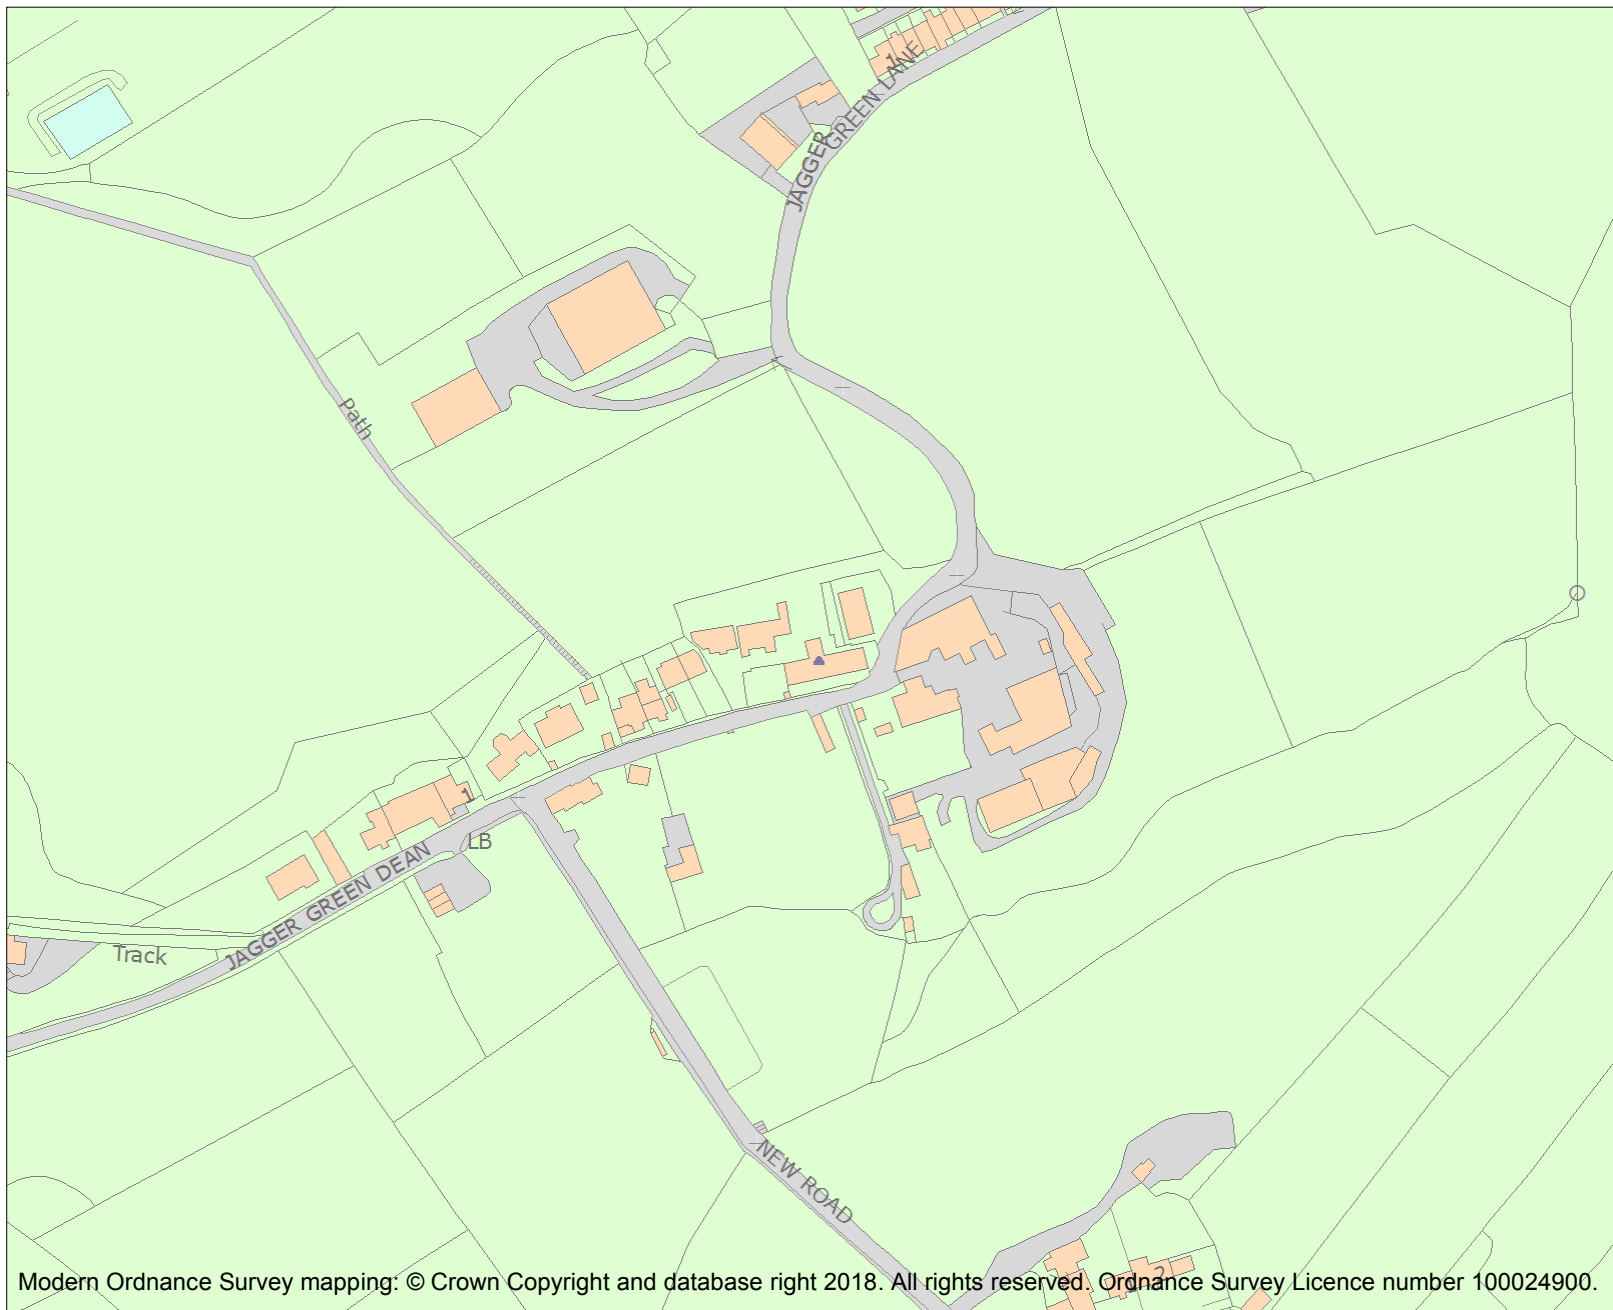 1
JAGGER GREEN LANE
Path
1
LB
JAGGER GREEN DEAN
Track
NEW ROAD
2
Modern Ordnance Survey mapping: © Crown Copyright and database right 2018. All rights reserved. Ordnance Survey Licence number 100024900.